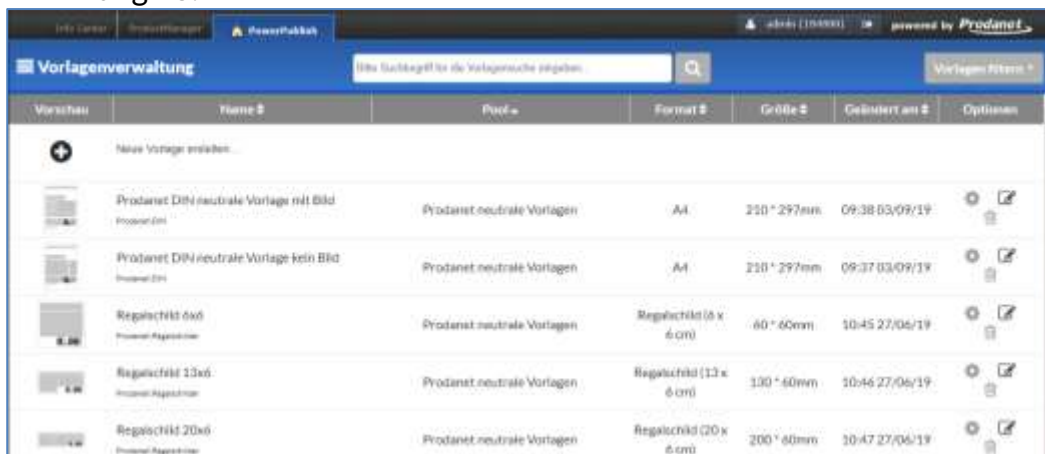 Info Center ProduktManager PowerPublish admin powered by Prodanet
Vorlagenverwaltung Bitte Suchbegriff für die Vorlagensuche eingeben... Vorlagen filtern
Vorschau Name Pool Format Größe Geändert am Optionen
Neue Vorlage erstellen...
Prodanet DIN neutrale Vorlage mit Bild
Prodanet DIN
Prodanet neutrale Vorlagen A4 210 * 297mm 09:38 03/09/19
Prodanet DIN neutrale Vorlage kein Bild
Prodanet DIN
Prodanet neutrale Vorlagen A4 210 * 297mm 09:37 03/09/19
Regalschild 6x6
Prodanet Regalschilder
Prodanet neutrale Vorlagen Regalschild (6 x 6 cm) 60 * 60mm 10:45 27/06/19
Regalschild 13x6
Prodanet Regalschilder
Prodanet neutrale Vorlagen Regalschild (13 x 6 cm) 130 * 60mm 10:46 27/06/19
Regalschild 20x6
Prodanet Regalschilder
Prodanet neutrale Vorlagen Regalschild (20 x 6 cm) 200 * 60mm 10:47 27/06/19